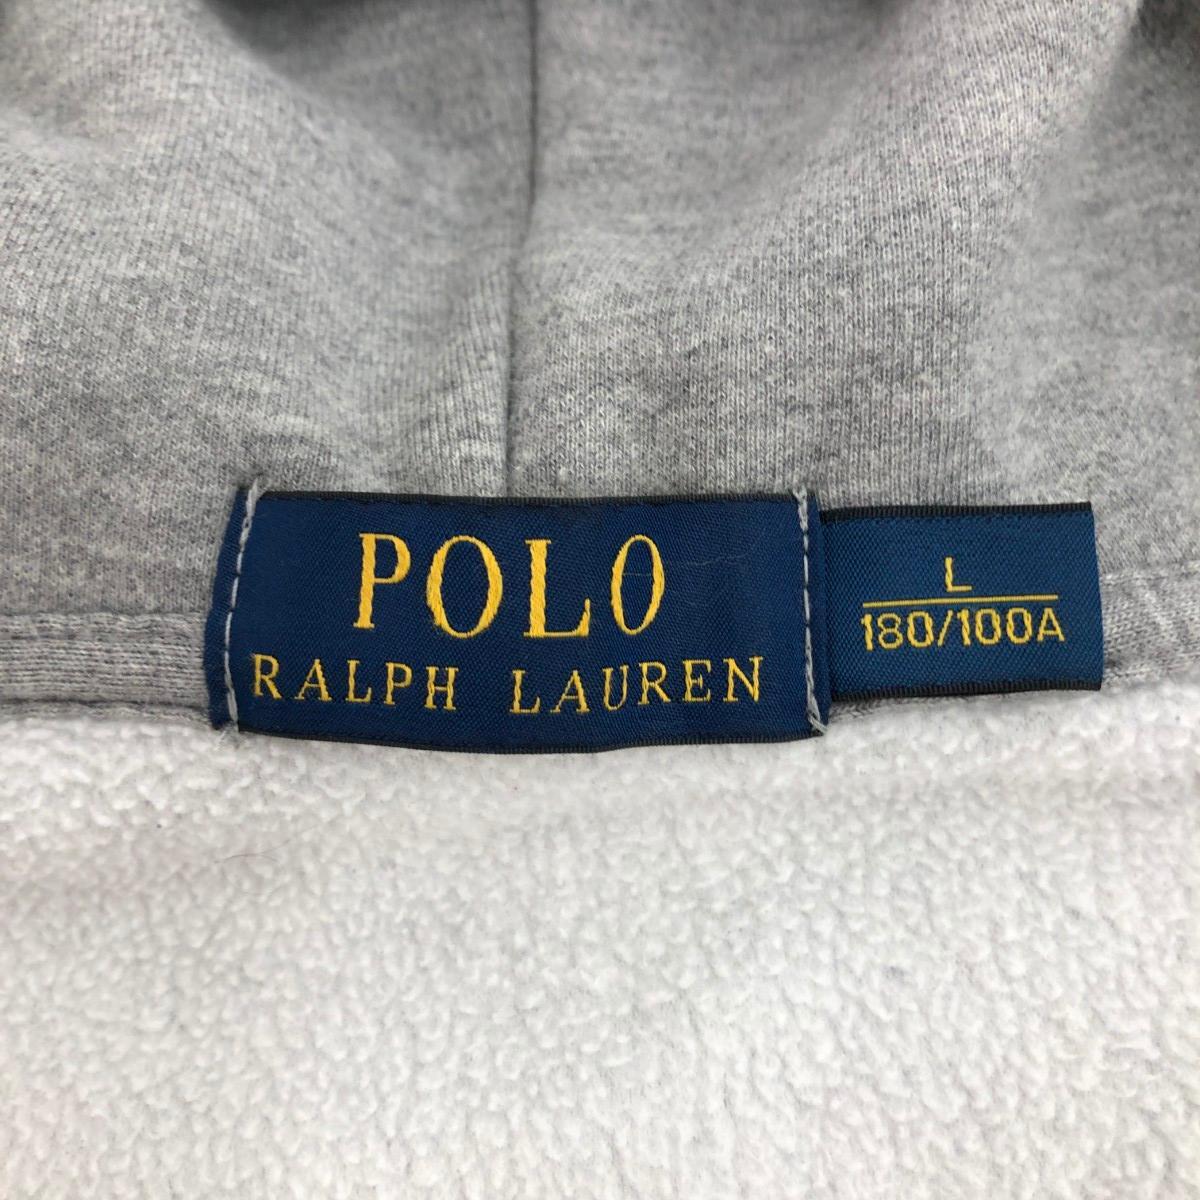 POLO
RALPH LAUREN
L
180/100A